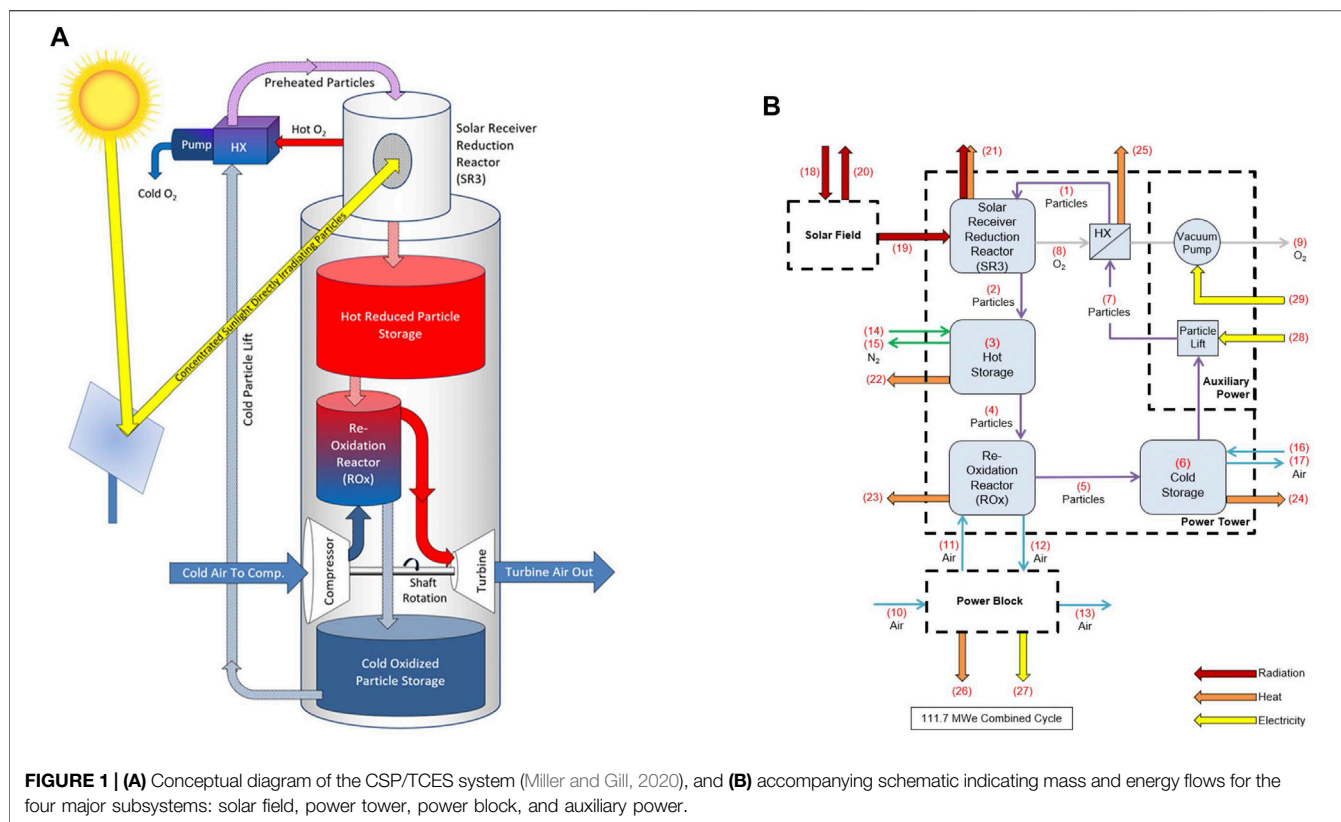 A
Preheated Particles
Hot O₂
Pump
HX
Cold O₂
Solar Receiver
Reduction
Reactor
(SR3)
Concentrated Sunlight Directly Irradiating Particles
Cold Particle Lift
Hot Reduced Particle
Storage
Re-
Oxidation
Reactor
(ROx)
Cold Air To Comp.
Compressor
Shaft
Rotation
Turbine
Turbine Air Out
Cold Oxidized
Particle Storage
B
(18)
(20)
(21)
(25)
Solar Field
(19)
Solar
Receiver
Reduction
Reactor
(SR3)
(1)
Particles
HX
(8)
O₂
Vacuum
Pump
(9)
O₂
(29)
(2)
Particles
(7)
Particles
Particle
Lift
(28)
Auxiliary
Power
(14)
(15)
N₂
(3)
Hot
Storage
(22)
(4)
Particles
Re-
Oxidation
Reactor
(ROx)
(23)
(5)
Particles
(6)
Cold
Storage
(16)
(17)
Air
(24)
Power Tower
(11)
Air
(12)
Air
Power Block
(10)
Air
(13)
Air
(26)
(27)
111.7 MWe Combined Cycle
Radiation
Heat
Electricity
FIGURE 1 | (A) Conceptual diagram of the CSP/TCES system (Miller and Gill, 2020), and (B) accompanying schematic indicating mass and energy flows for the
four major subsystems: solar field, power tower, power block, and auxiliary power.